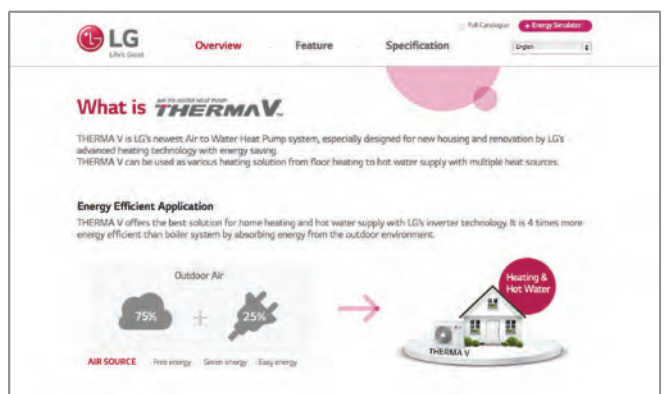 Full Catalogue + Energy Simulator
LG
Life's Good
Overview Feature Specification English
What is AIR TO WATER HEAT PUMP THERMA V
THERMA V is LG's newest Air to Water Heat Pump system, especially designed for new housing and renovation by LG's
advanced heating technology with energy saving.
THERMA V can be used as various heating solution from floor heating to hot water supply with multiple heat sources.
Energy Efficient Application
THERMA V offers the best solution for home heating and hot water supply with LG's inverter technology. It is 4 times more
energy efficient than boiler system by absorbing energy from the outdoor environment.
Outdoor Air
75% + 25%
Heating &
Hot Water
THERMA V
AIR SOURCE Free energy Green energy Easy energy